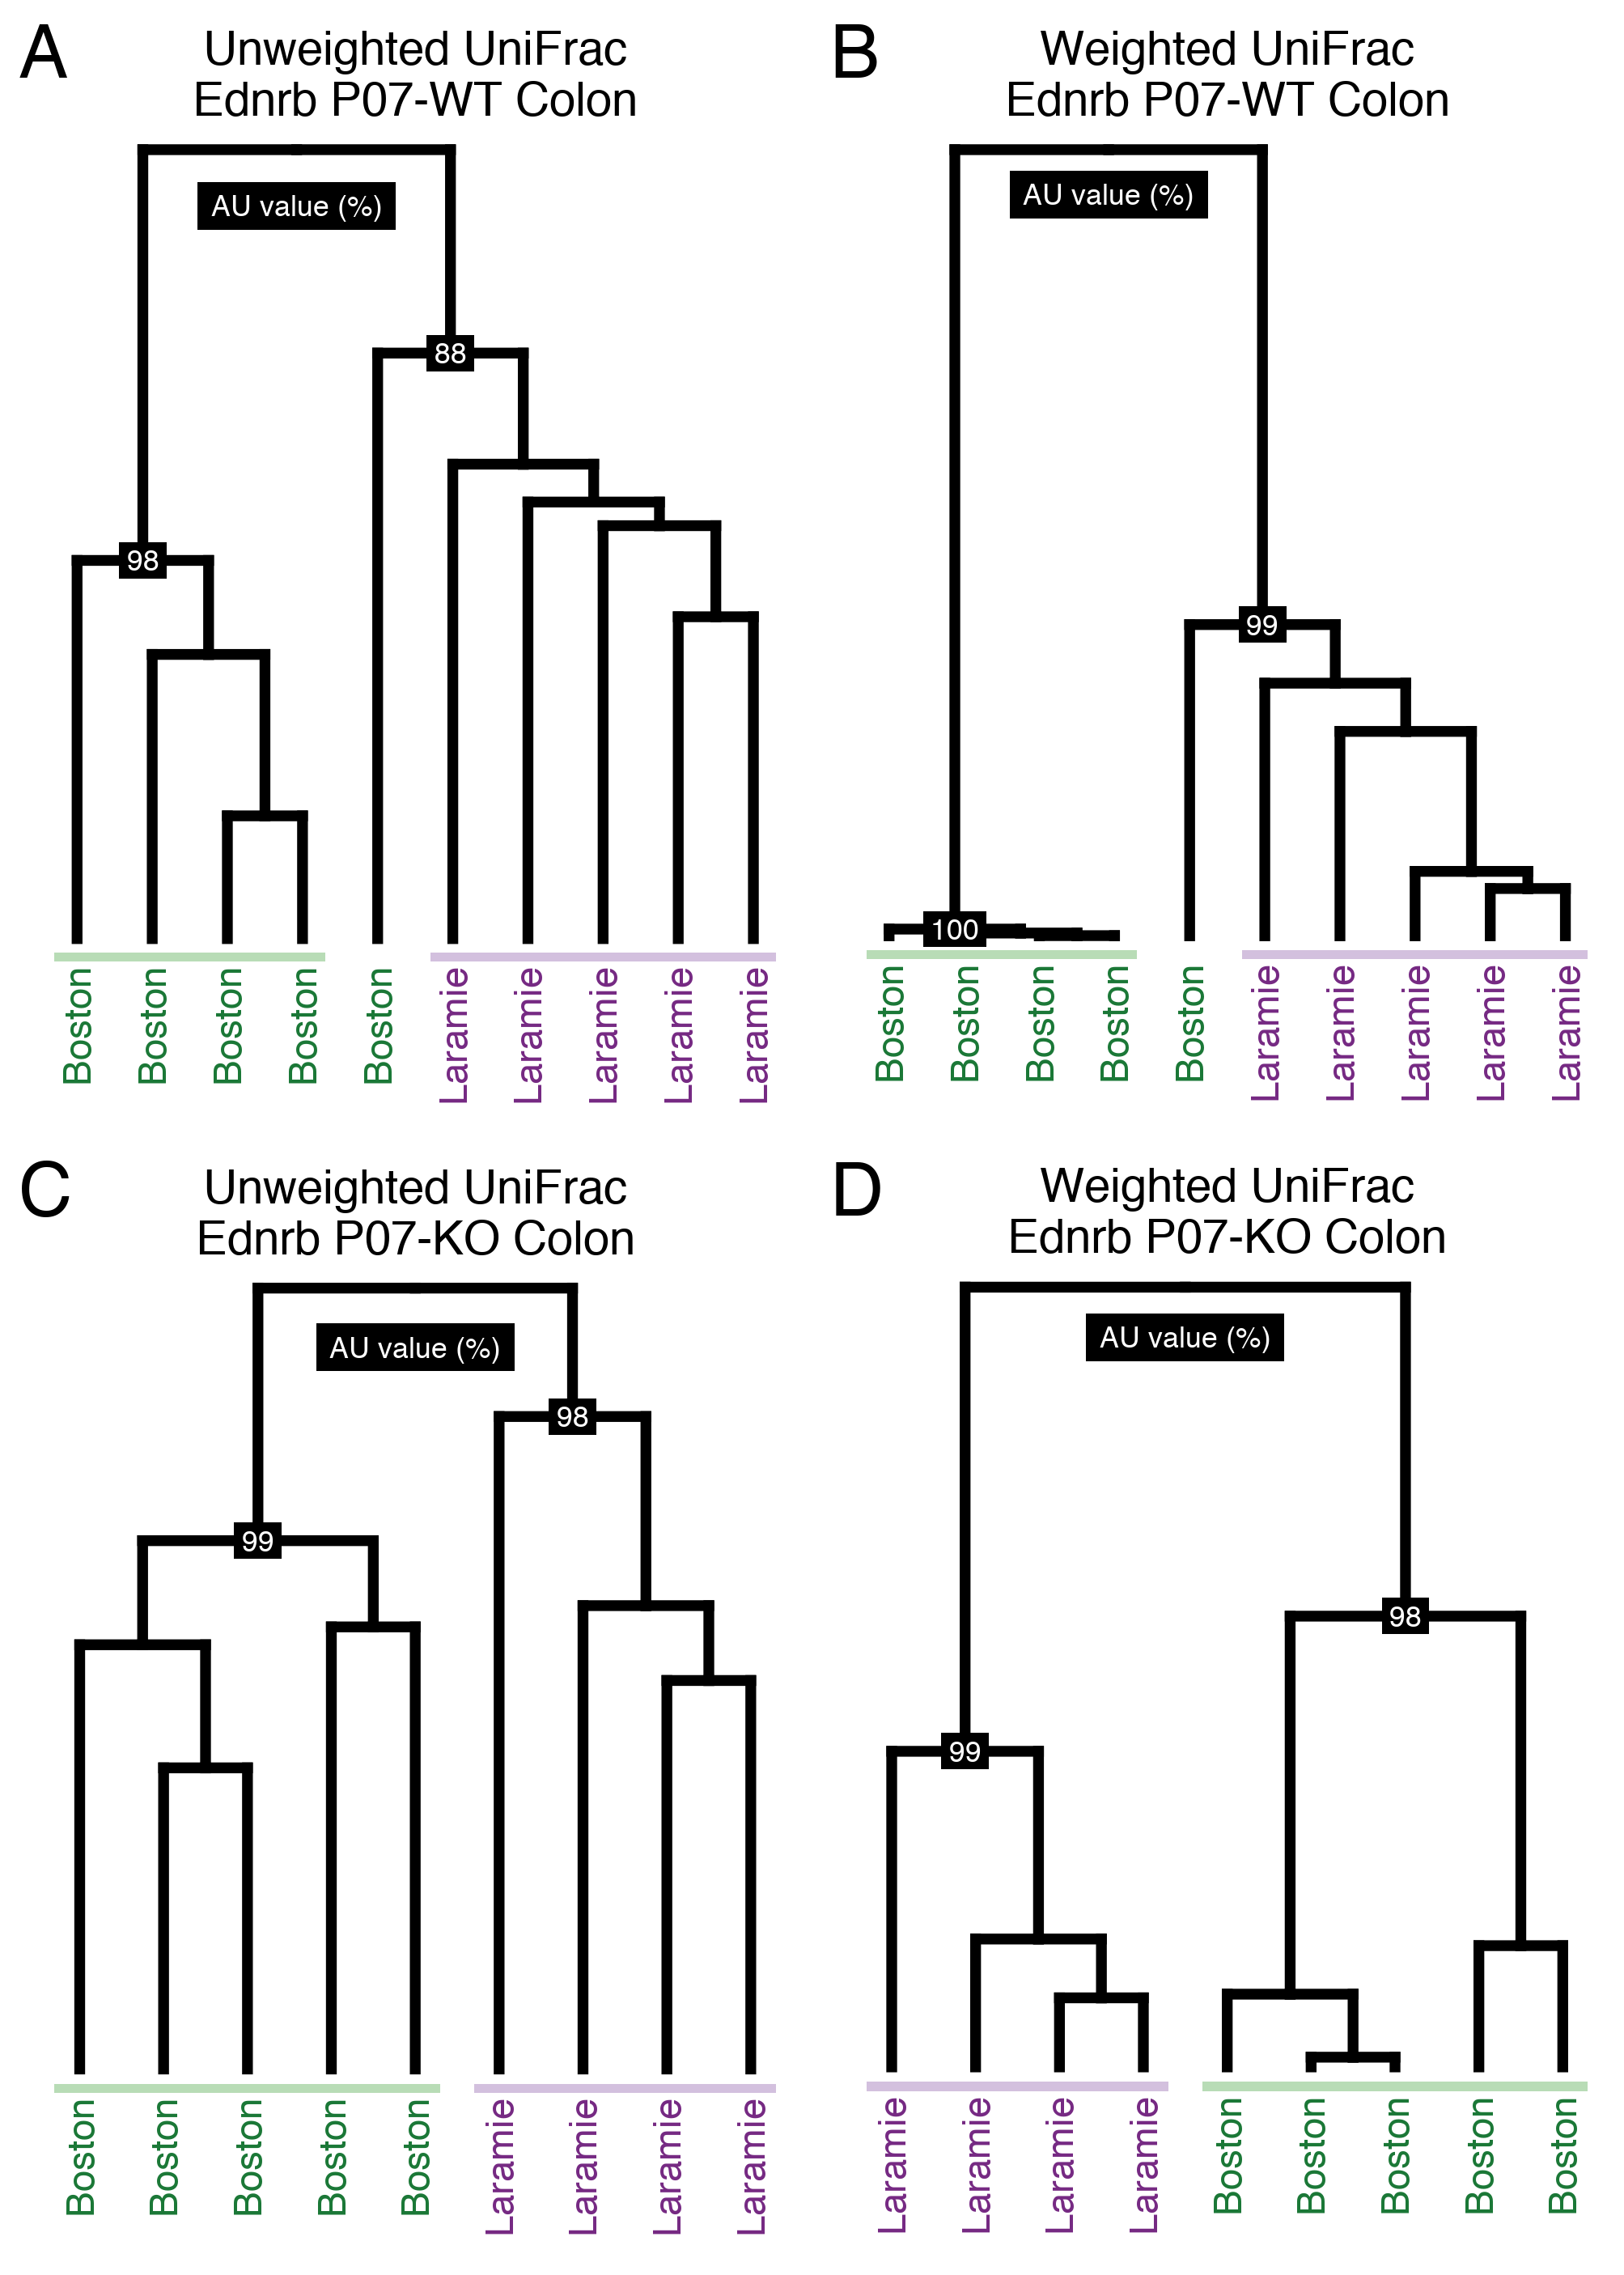 A
Unweighted UniFrac
Ednrb P07-WT Colon
AU value (%)
88
98
Boston
Boston
Boston
Boston
Boston
Laramie
Laramie
Laramie
Laramie
Laramie
B
Weighted UniFrac
Ednrb P07-WT Colon
AU value (%)
99
100
Boston
Boston
Boston
Boston
Boston
Laramie
Laramie
Laramie
Laramie
Laramie
C
Unweighted UniFrac
Ednrb P07-KO Colon
AU value (%)
98
99
Boston
Boston
Boston
Boston
Boston
Laramie
Laramie
Laramie
Laramie
D
Weighted UniFrac
Ednrb P07-KO Colon
AU value (%)
98
99
Laramie
Laramie
Laramie
Laramie
Boston
Boston
Boston
Boston
Boston